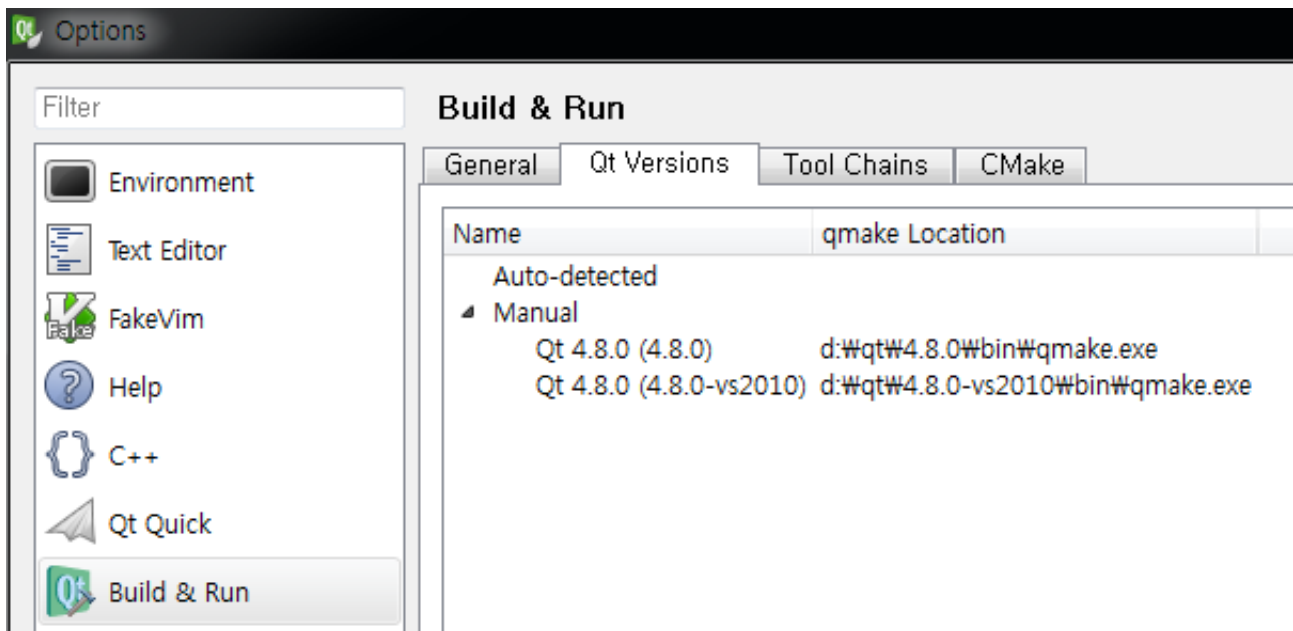 Options
Filter
Environment
Text Editor
FakeVim
Help
C++
Qt Quick
Build & Run
Build & Run
General Qt Versions Tool Chains CMake
Name qmake Location
Auto-detected
Manual
Qt 4.8.0 (4.8.0) d:₩qt₩4.8.0₩bin₩qmake.exe
Qt 4.8.0 (4.8.0-vs2010) d:₩qt₩4.8.0-vs2010₩bin₩qmake.exe